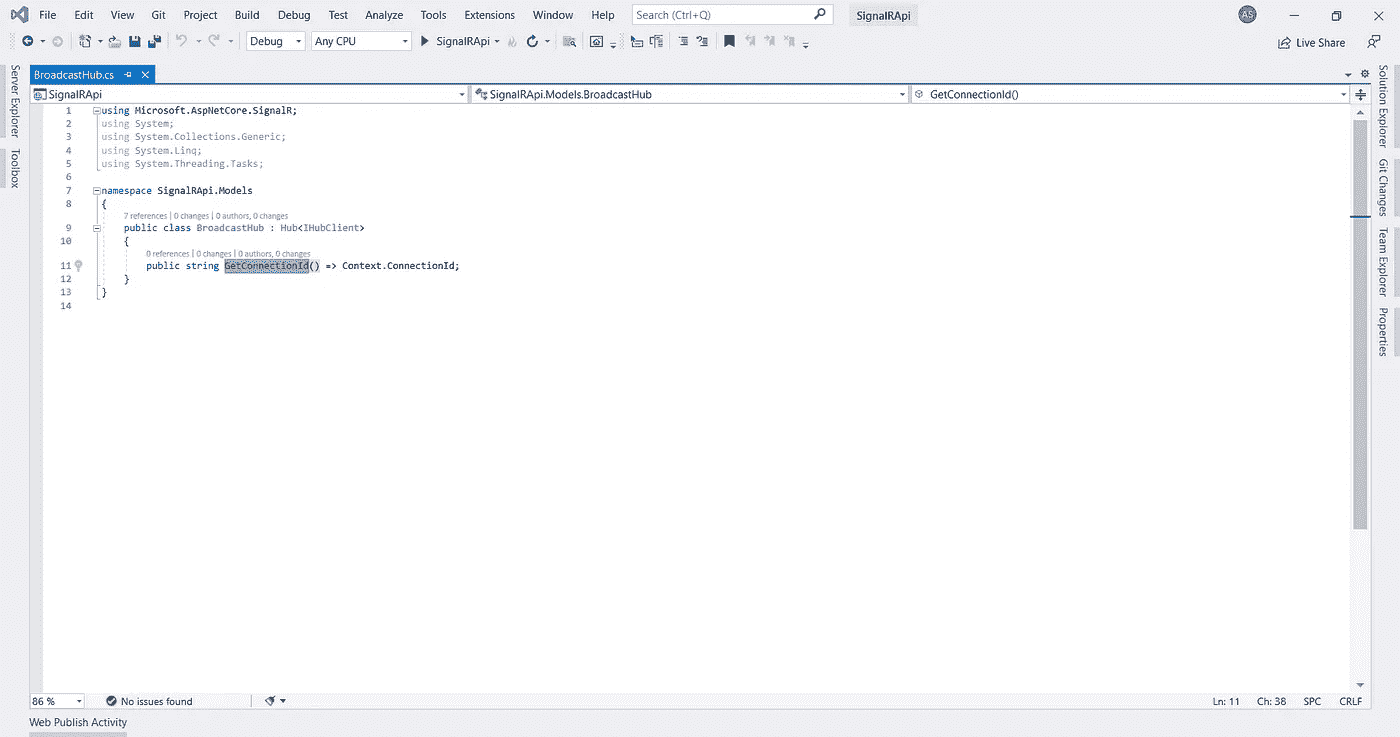 File Edit View Git Project Build Debug Test Analyze Tools Extensions Window Help Search (Ctrl+Q) SignalRApi AS
Debug Any CPU SignalRApi Live Share
BroadcastHub.cs
SignalRApi SignalRApi.Models.BroadcastHub GetConnectionId()
Server Explorer
Toolbox
1 using Microsoft.AspNetCore.SignalR;
2 using System;
3 using System.Collections.Generic;
4 using System.Linq;
5 using System.Threading.Tasks;
6
7 namespace SignalRApi.Models
8 {
7 references | 0 changes | 0 authors, 0 changes
9 public class BroadcastHub : Hub<IHubClient>
10 {
0 references | 0 changes | 0 authors, 0 changes
11 public string GetConnectionId() => Context.ConnectionId;
12 }
13 }
14
Solution Explorer
Git Changes
Team Explorer
Properties
86 % No issues found Ln: 11 Ch: 38 SPC CRLF
Web Publish Activity